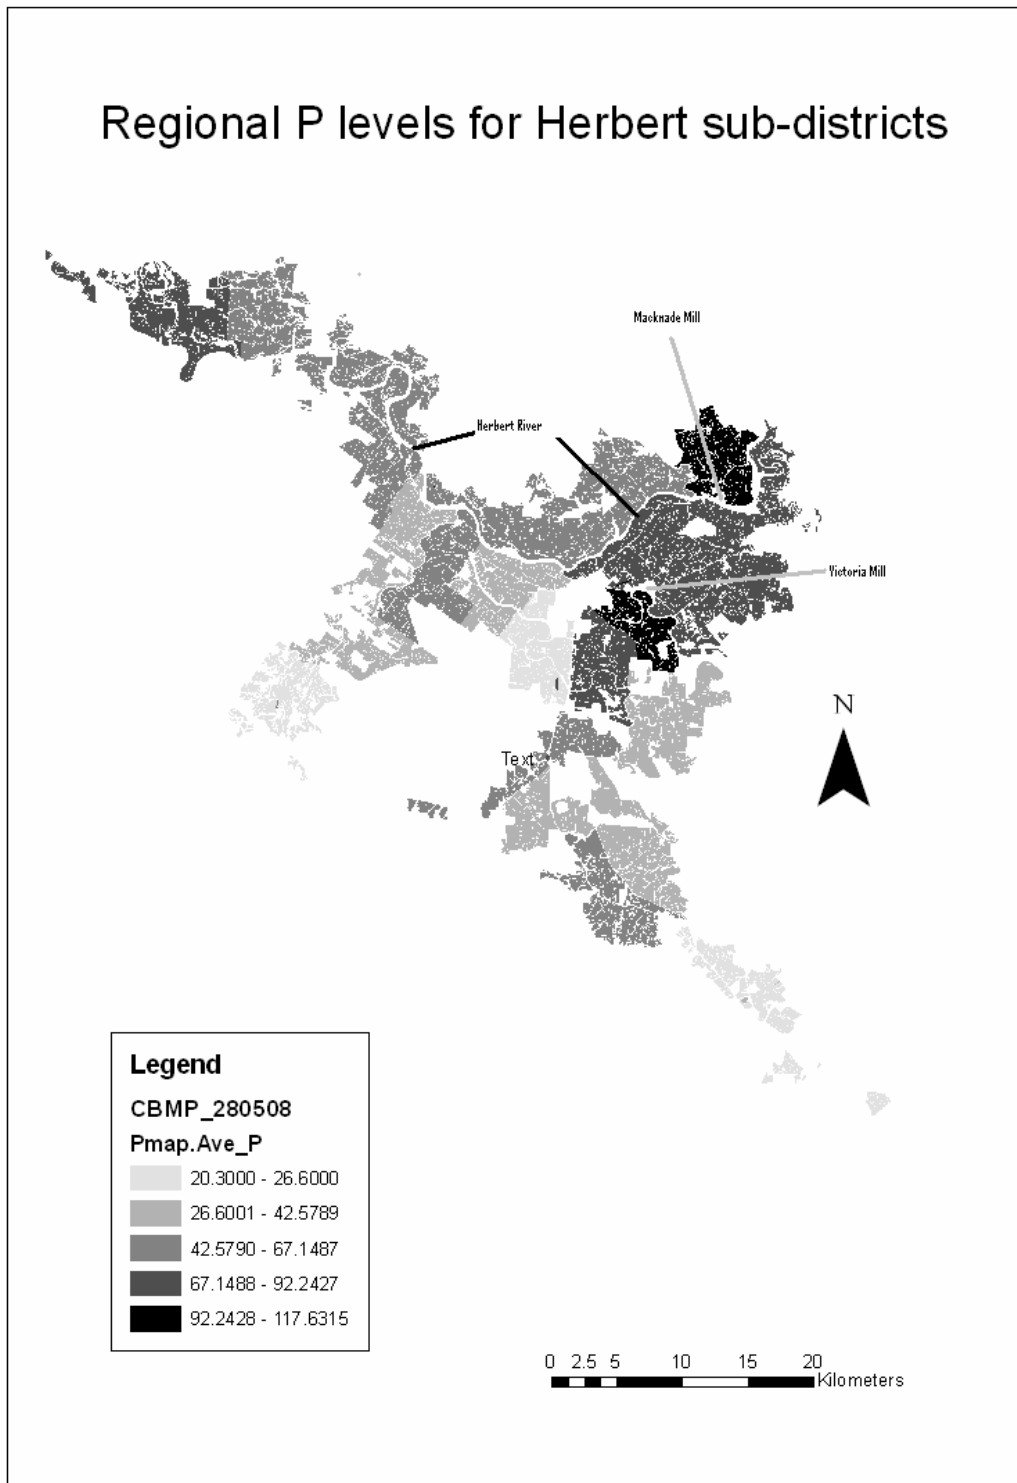 Regional P levels for Herbert sub-districts
Macknade Mill
Herbert River
Victoria Mill
N
Text
Legend
CBMP_280508
Pmap.Ave_P
20.3000 - 26.6000
26.6001 - 42.5789
42.5790 - 67.1487
67.1488 - 92.2427
92.2428 - 117.6315
0 2.5 5 10 15 20
Kilometers